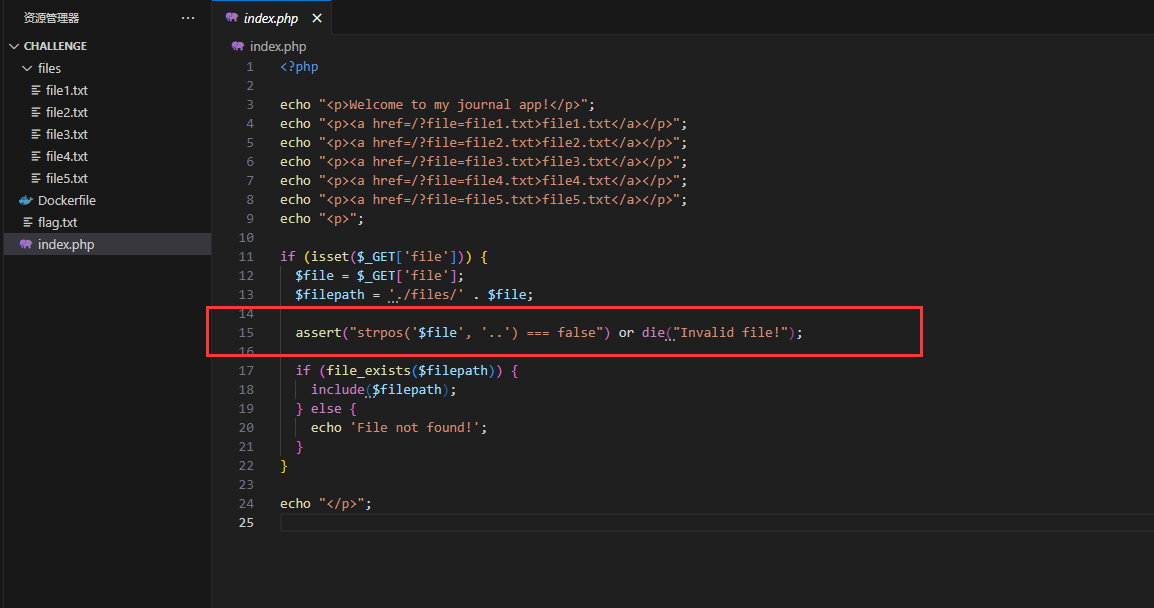 资源管理器
CHALLENGE
files
file1.txt
file2.txt
file3.txt
file4.txt
file5.txt
Dockerfile
flag.txt
index.php
index.php
index.php
1 <?php
2
3 echo "<p>Welcome to my journal app!</p>";
4 echo "<p><a href=/?file=file1.txt>file1.txt</a></p>";
5 echo "<p><a href=/?file=file2.txt>file2.txt</a></p>";
6 echo "<p><a href=/?file=file3.txt>file3.txt</a></p>";
7 echo "<p><a href=/?file=file4.txt>file4.txt</a></p>";
8 echo "<p><a href=/?file=file5.txt>file5.txt</a></p>";
9 echo "<p>";
10
11 if (isset($_GET['file'])) {
12 $file = $_GET['file'];
13 $filepath = './files/' . $file;
14
15 assert("strpos('$file', '..') === false") or die("Invalid file!");
16
17 if (file_exists($filepath)) {
18 include($filepath);
19 } else {
20 echo 'File not found!';
21 }
22 }
23
24 echo "</p>";
25